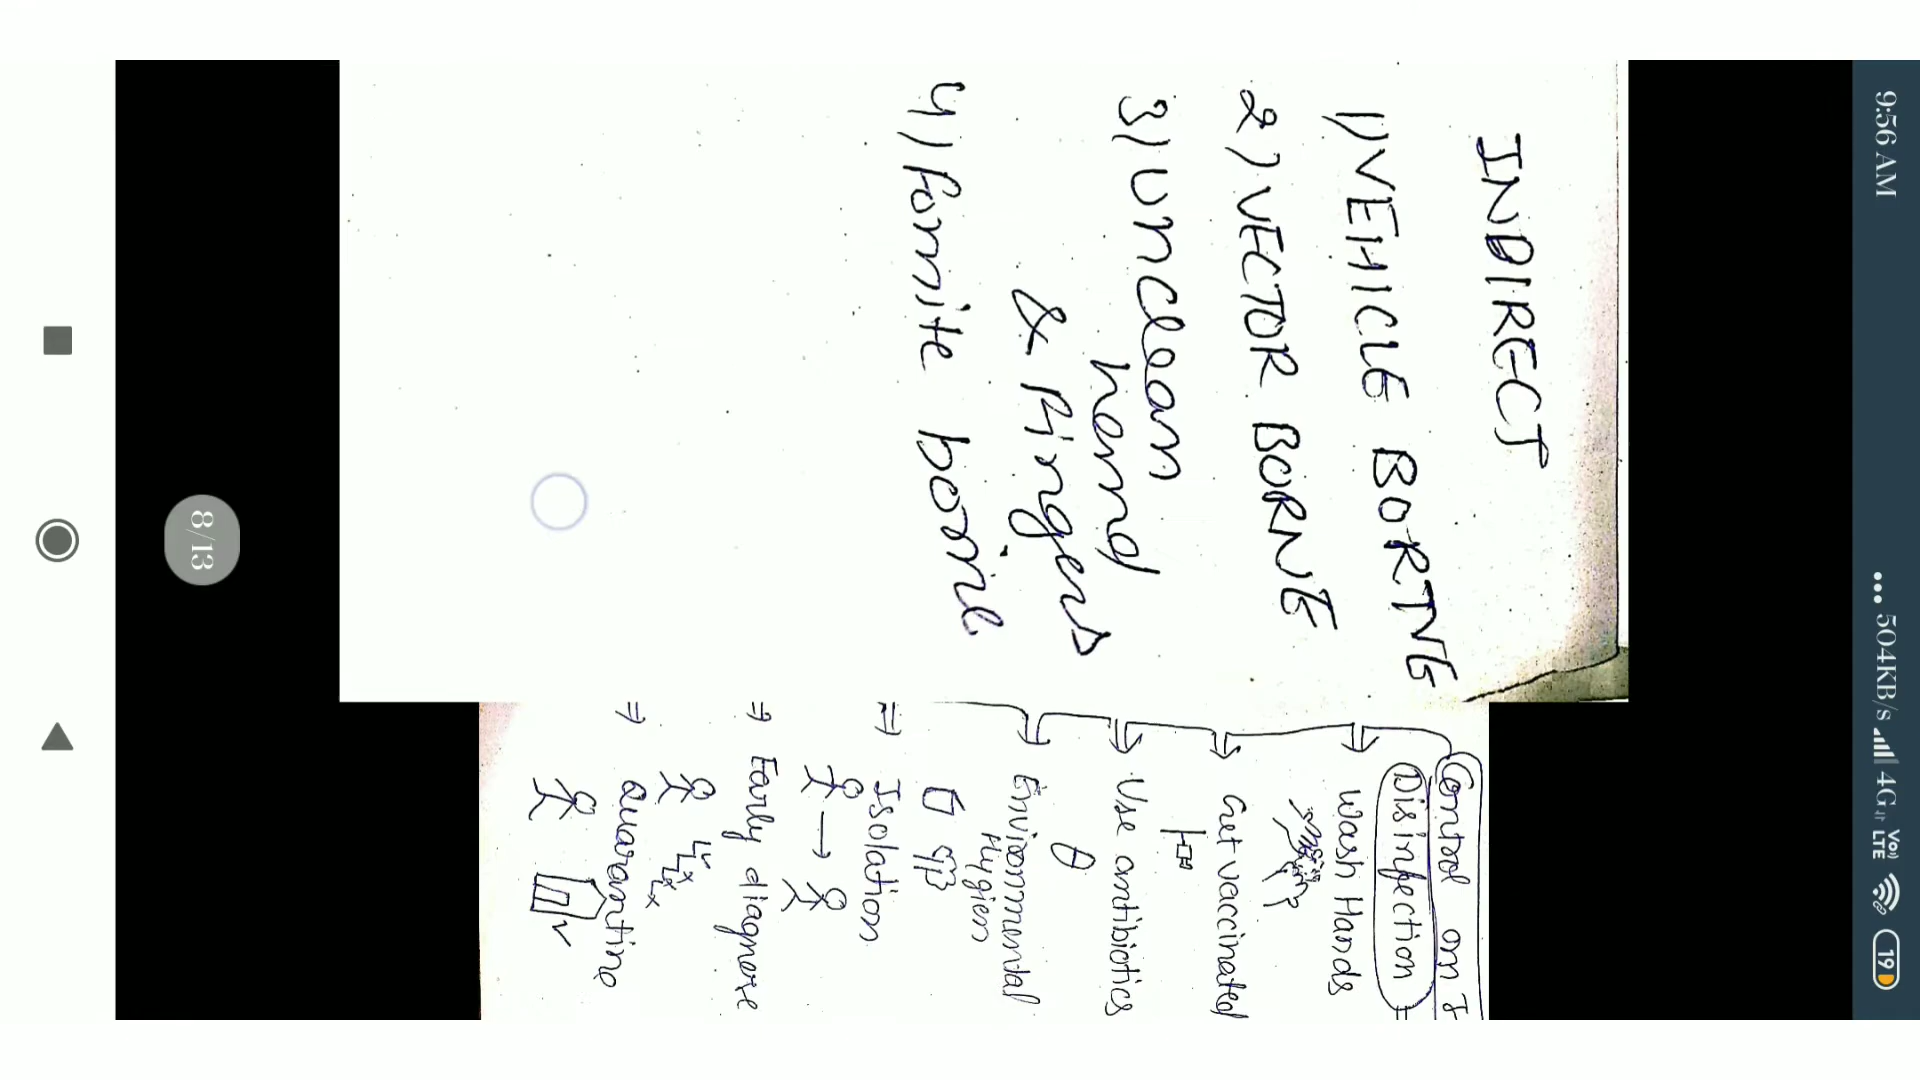 9:56 AM
... 504KB/s 4G VoLTE 19
INDIRECT
1) VEHICLE BORNE
2) VECTOR BORNE
3) Unclean
hand
& fingers
4) Fomite borne
Control on
Disinfection
⇒ Wash Hands
⇒ Get vaccinated
⇒ Use antibiotics
⇒ Environmental
Hygien
⇒ Isolation
⇒ Early diagnose
⇒ Quarantine
8/13